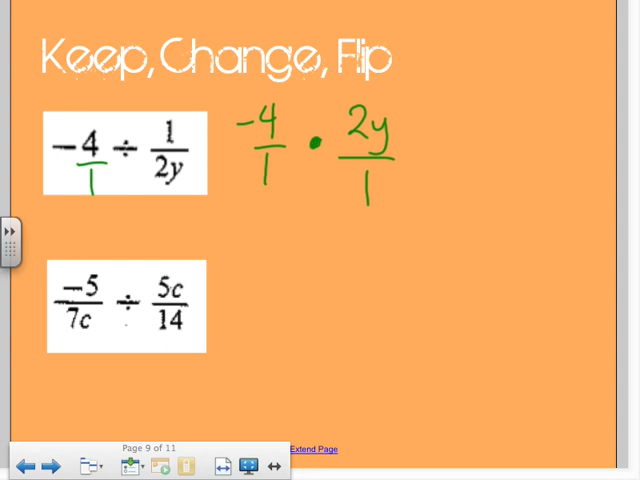 Keep, Change, Flip
-4/1 ÷ 1/2y   -4/1 • 2y/1
-5/7c ÷ 5c/14
Page 9 of 11
Extend Page